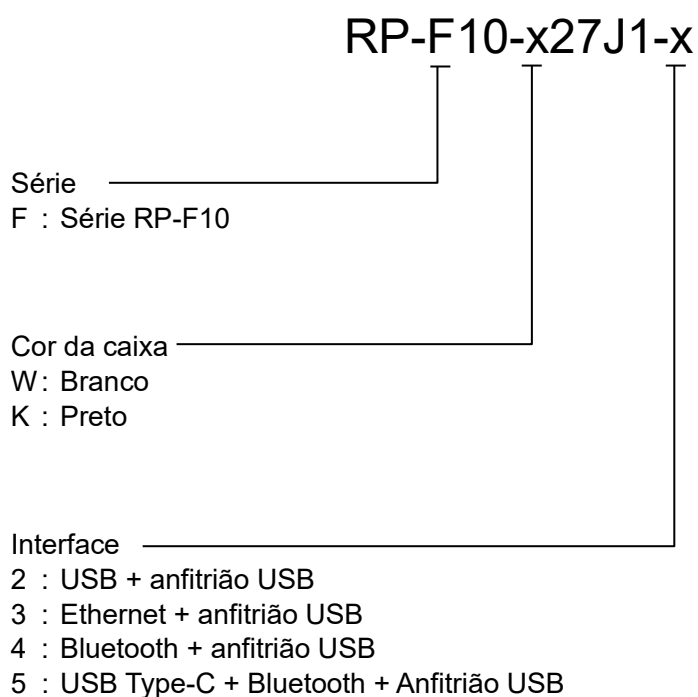 RP-F10-x27J1-x
Série
F : Série RP-F10
Cor da caixa
W : Branco
K : Preto
Interface
2 : USB + anfitrião USB
3 : Ethernet + anfitrião USB
4 : Bluetooth + anfitrião USB
5 : USB Type-C + Bluetooth + Anfitrião USB